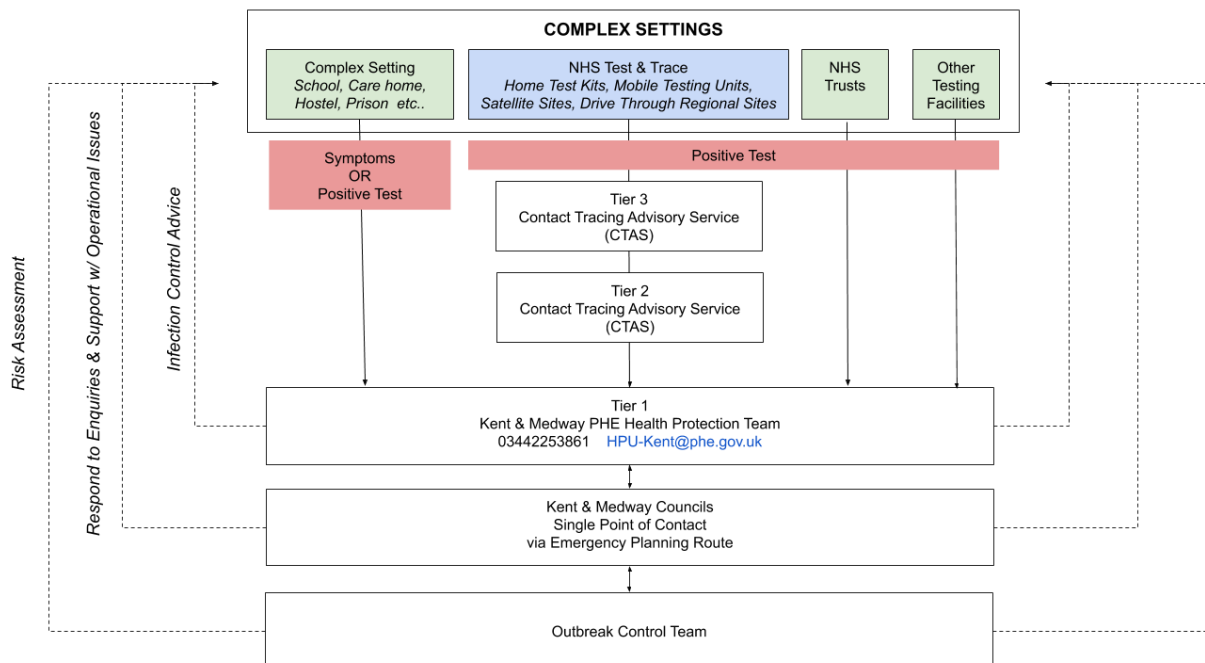 COMPLEX SETTINGS
Complex Setting
School, Care home,
Hostel, Prison etc..
NHS Test & Trace
Home Test Kits, Mobile Testing Units,
Satellite Sites, Drive Through Regional Sites
NHS
Trusts
Other
Testing
Facilities
Symptoms
OR
Positive Test
Positive Test
Tier 3
Contact Tracing Advisory Service
(CTAS)
Tier 2
Contact Tracing Advisory Service
(CTAS)
Risk Assessment
Respond to Enquiries & Support w/ Operational Issues
Infection Control Advice
Tier 1
Kent & Medway PHE Health Protection Team
03442253861 HPU-Kent@phe.gov.uk
Kent & Medway Councils
Single Point of Contact
via Emergency Planning Route
Outbreak Control Team